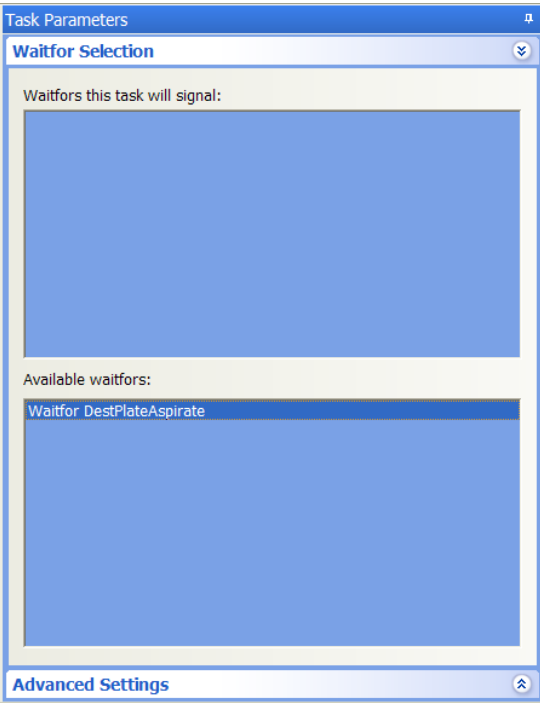 Task Parameters
Waitfor Selection
Waitfors this task will signal:
Available waitfors:
Waitfor DestPlateAspirate
Advanced Settings